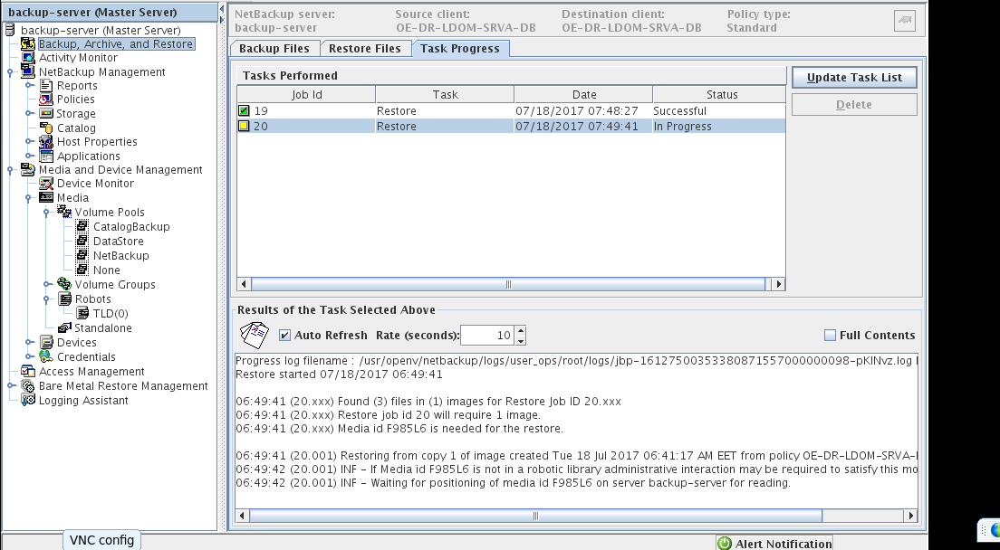 backup-server (Master Server)
backup-server (Master Server)
Backup, Archive, and Restore
Activity Monitor
NetBackup Management
Reports
Policies
Storage
Catalog
Host Properties
Applications
Media and Device Management
Device Monitor
Media
Volume Pools
CatalogBackup
DataStore
NetBackup
None
Volume Groups
Robots
TLD(0)
Standalone
Devices
Credentials
Access Management
Bare Metal Restore Management
Logging Assistant
NetBackup server: Source client: Destination client: Policy type:
backup-server OE-DR-LDOM-SRVA-DB OE-DR-LDOM-SRVA-DB Standard
Backup Files Restore Files Task Progress
Tasks Performed
Job Id Task Date Status
19 Restore 07/18/2017 07:48:27 Successful
20 Restore 07/18/2017 07:49:41 In Progress
Update Task List
Delete
Results of the Task Selected Above
Auto Refresh Rate (seconds): 10 Full Contents
Progress log filename : /usr/openv/netbackup/logs/user_ops/root/logs/jbp-1612750035338087155700000​0098-pKlNvz.log
Restore started 07/18/2017 06:49:41
06:49:41 (20.xxx) Found (3) files in (1) images for Restore Job ID 20.xxx
06:49:41 (20.xxx) Restore job id 20 will require 1 image.
06:49:41 (20.xxx) Media id F985L6 is needed for the restore.
06:49:41 (20.001) Restoring from copy 1 of image created Tue 18 Jul 2017 06:41:17 AM EET from policy OE-DR-LDOM-SRVA-
06:49:42 (20.001) INF - If Media id F985L6 is not in a robotic library administrative interaction may be required to satisfy this mo
06:49:42 (20.001) INF - Waiting for positioning of media id F985L6 on server backup-server for reading.
VNC config
Alert Notification